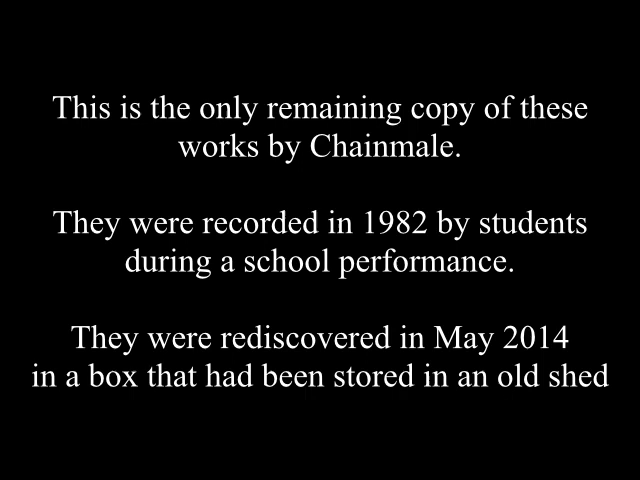 This is the only remaining copy of these
works by Chainmale.
They were recorded in 1982 by students
during a school performance.
They were rediscovered in May 2014
in a box that had been stored in an old shed